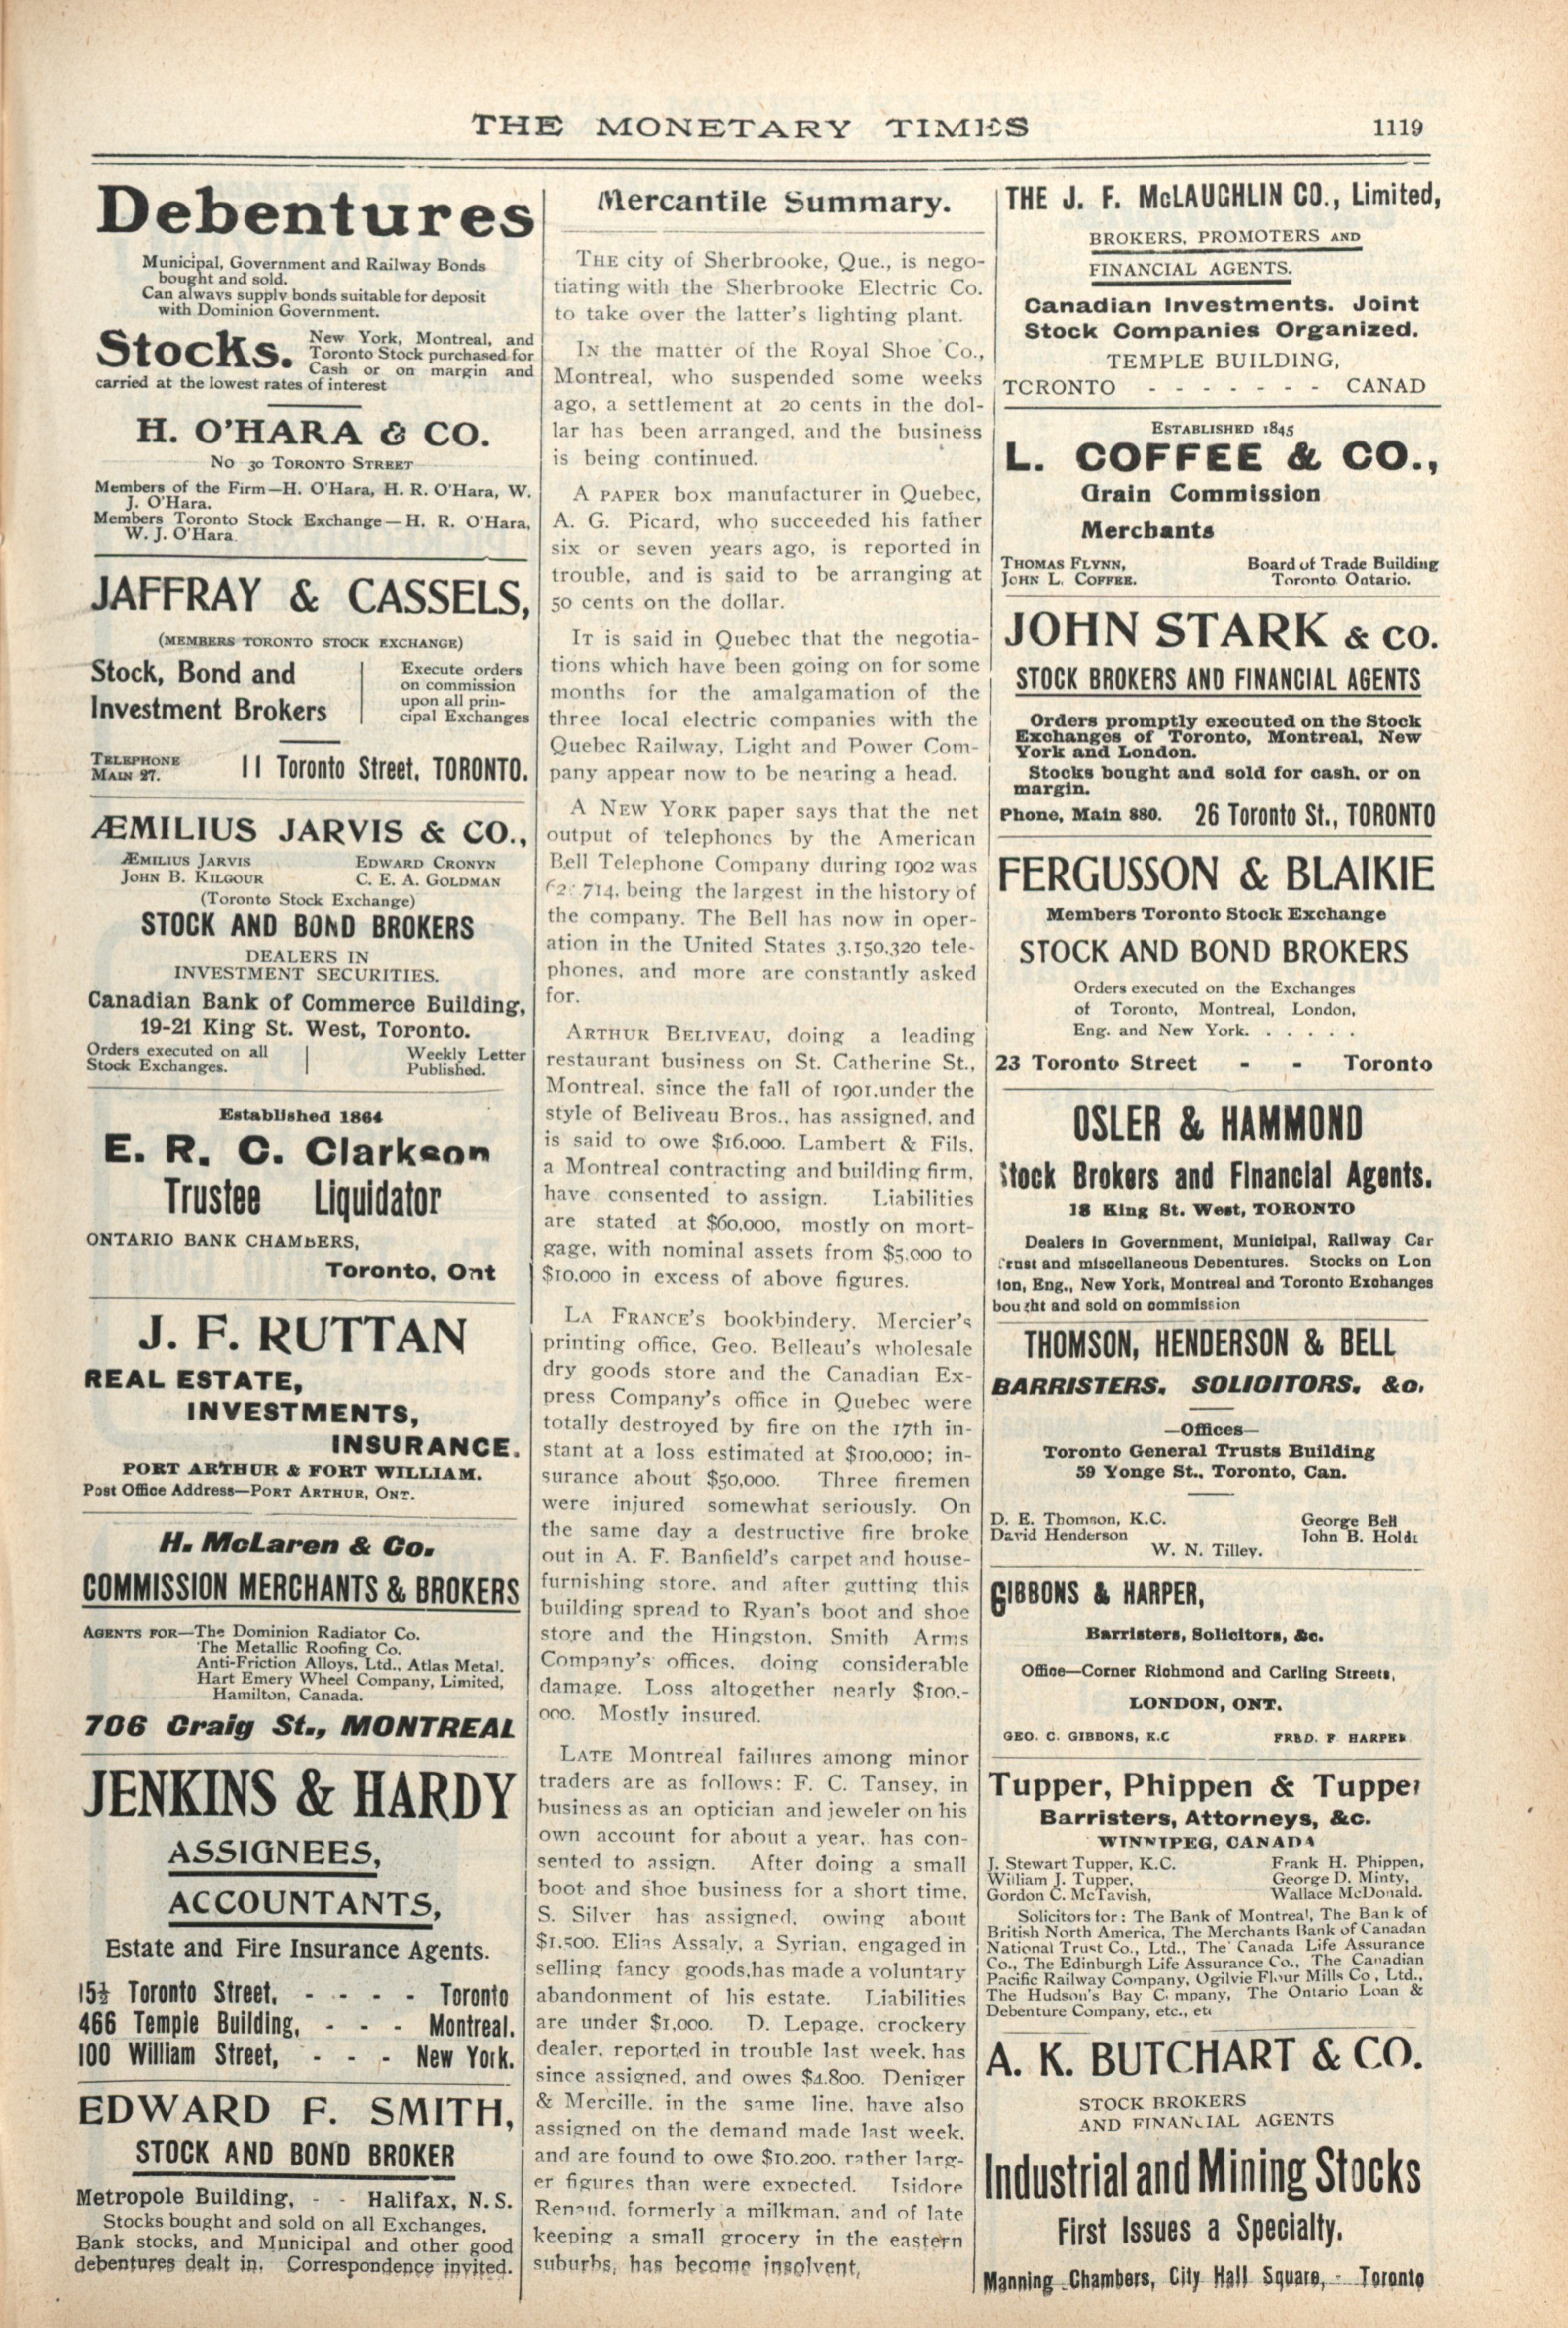 THE MONETARY TIMES 1119
Debentures
Municipal, Government and Railway Bonds
bought and sold.
Can always supply bonds suitable for deposit
with Dominion Government.
Stocks. New York, Montreal, and
Toronto Stock purchased for
Cash or on margin and
carried at the lowest rates of interest
H. O'HARA & CO.
No 30 TORONTO STREET
Members of the Firm—H. O'Hara, H. R. O'Hara, W.
J. O'Hara.
Members Toronto Stock Exchange—H. R. O'Hara,
W. J. O'Hara
JAFFRAY & CASSELS,
(MEMBERS TORONTO STOCK EXCHANGE)
Stock, Bond and
Investment Brokers
Execute orders
on commission
upon all prin-
cipal Exchanges
TELEPHONE
MAIN 27.
11 Toronto Street, TORONTO.
ÆMILIUS JARVIS & CO.,
ÆMILIUS JARVIS EDWARD CRONYN
JOHN B. KILGOUR C. E. A. GOLDMAN
(Toronto Stock Exchange)
STOCK AND BOND BROKERS
DEALERS IN
INVESTMENT SECURITIES.
Canadian Bank of Commerce Building,
19-21 King St. West, Toronto.
Orders executed on all
Stock Exchanges.
Weekly Letter
Published.
Established 1864
E. R. C. Clarkson
Trustee Liquidator
ONTARIO BANK CHAMBERS,
Toronto, Ont
J. F. RUTTAN
REAL ESTATE,
INVESTMENTS,
INSURANCE.
PORT ARTHUR & FORT WILLIAM.
Post Office Address—PORT ARTHUR, ONT.
H. McLaren & Co.
COMMISSION MERCHANTS & BROKERS
AGENTS FOR—The Dominion Radiator Co.
The Metallic Roofing Co.
Anti-Friction Alloys, Ltd., Atlas Metal.
Hart Emery Wheel Company, Limited,
Hamilton, Canada.
706 Craig St., MONTREAL
JENKINS & HARDY
ASSIGNEES,
ACCOUNTANTS,
Estate and Fire Insurance Agents.
15½ Toronto Street, - - - - Toronto
466 Temple Building, - - - Montreal.
100 William Street, - - - New York.
EDWARD F. SMITH,
STOCK AND BOND BROKER
Metropole Building, - - Halifax, N. S.
Stocks bought and sold on all Exchanges,
Bank stocks, and Municipal and other good
debentures dealt in. Correspondence invited.
Mercantile Summary.
THE city of Sherbrooke, Que., is nego-
tiating with the Sherbrooke Electric Co.
to take over the latter's lighting plant.
IN the matter of the Royal Shoe Co.,
Montreal, who suspended some weeks
ago, a settlement at 20 cents in the dol-
lar has been arranged, and the business
is being continued.
A PAPER box manufacturer in Quebec,
A. G. Picard, who succeeded his father
six or seven years ago, is reported in
trouble, and is said to be arranging at
50 cents on the dollar.
IT is said in Quebec that the negotia-
tions which have been going on for some
months for the amalgamation of the
three local electric companies with the
Quebec Railway, Light and Power Com-
pany appear now to be nearing a head.
A NEW YORK paper says that the net
output of telephones by the American
Bell Telephone Company during 1902 was
714, being the largest in the history of
the company. The Bell has now in oper-
ation in the United States 3,150,320 tele-
phones, and more are constantly asked
for.
ARTHUR BELIVEAU, doing a leading
restaurant business on St. Catherine St.,
Montreal, since the fall of 1901,under the
style of Beliveau Bros., has assigned, and
is said to owe $16,000. Lambert & Fils,
a Montreal contracting and building firm,
have consented to assign. Liabilities
are stated at $60,000, mostly on mort-
gage, with nominal assets from $5,000 to
$10,000 in excess of above figures.
LA FRANCE'S bookbindery, Mercier's
printing office, Geo. Belleau's wholesale
dry goods store and the Canadian Ex-
press Company's office in Quebec were
totally destroyed by fire on the 17th in-
stant at a loss estimated at $100,000; in-
surance about $50,000. Three firemen
were injured somewhat seriously. On
the same day a destructive fire broke
out in A. F. Banfield's carpet and house-
furnishing store, and after gutting this
building spread to Ryan's boot and shoe
store and the Hingston, Smith Arms
Company's offices, doing considerable
damage. Loss altogether nearly $100,-
000. Mostly insured.
LATE Montreal failures among minor
traders are as follows: F. C. Tansey, in
business as an optician and jeweler on his
own account for about a year, has con-
sented to assign. After doing a small
boot and shoe business for a short time,
S. Silver has assigned, owing about
$1,500. Elias Assaly, a Syrian, engaged in
selling fancy goods,has made a voluntary
abandonment of his estate. Liabilities
are under $1,000. D. Lepage, crockery
dealer, reported in trouble last week, has
since assigned, and owes $4,800. Deniger
& Mercille, in the same line, have also
assigned on the demand made last week,
and are found to owe $10,200, rather larg-
er figures than were expected. Isidore
Renaud, formerly a milkman, and of late
keeping a small grocery in the eastern
suburbs, has become insolvent,
THE J. F. McLAUGHLIN CO., Limited,
BROKERS, PROMOTERS AND
FINANCIAL AGENTS.
Canadian Investments. Joint
Stock Companies Organized.
TEMPLE BUILDING,
TORONTO - - - - - - - CANAD
ESTABLISHED 1845
L. COFFEE & CO.,
Grain Commission
Merchants
THOMAS FLYNN,
JOHN L. COFFEE.
Board of Trade Building
Toronto Ontario.
JOHN STARK & CO.
STOCK BROKERS AND FINANCIAL AGENTS
Orders promptly executed on the Stock
Exchanges of Toronto, Montreal, New
York and London.
Stocks bought and sold for cash, or on
margin.
Phone, Main 880. 26 Toronto St., TORONTO
FERGUSSON & BLAIKIE
Members Toronto Stock Exchange
STOCK AND BOND BROKERS
Orders executed on the Exchanges
of Toronto, Montreal, London,
Eng. and New York. . . . . .
23 Toronto Street - - Toronto
OSLER & HAMMOND
Stock Brokers and Financial Agents.
18 King St. West, TORONTO
Dealers in Government, Municipal, Railway Car
Trust and miscellaneous Debentures. Stocks on Lon
ion, Eng., New York, Montreal and Toronto Exchanges
bought and sold on commission
THOMSON, HENDERSON & BELL
BARRISTERS, SOLICITORS, &c.
—Offices—
Toronto General Trusts Building
59 Yonge St., Toronto, Can.
D. E. Thomson, K.C.
David Henderson
George Bell
John B. Holde
W. N. Tilley.
GIBBONS & HARPER,
Barristers, Solicitors, &c.
Office—Corner Richmond and Carling Streets,
LONDON, ONT.
GEO. C. GIBBONS, K.C FRED. F HARPER
Tupper, Phippen & Tupper
Barristers, Attorneys, &c.
WINNIPEG, CANADA
J. Stewart Tupper, K.C. Frank H. Phippen,
William J. Tupper, George D. Minty,
Gordon C. McTavish, Wallace McDonald.
Solicitors for: The Bank of Montreal, The Bank of
British North America, The Merchants Bank of Canadan
National Trust Co., Ltd., The Canada Life Assurance
Co., The Edinburgh Life Assurance Co., The Canadian
Pacific Railway Company, Ogilvie Flour Mills Co, Ltd.,
The Hudson's Bay Company, The Ontario Loan &
Debenture Company, etc., etc
A. K. BUTCHART & CO.
STOCK BROKERS
AND FINANCIAL AGENTS
Industrial and Mining Stocks
First Issues a Specialty.
Manning Chambers, City Hall Square, - Toronto